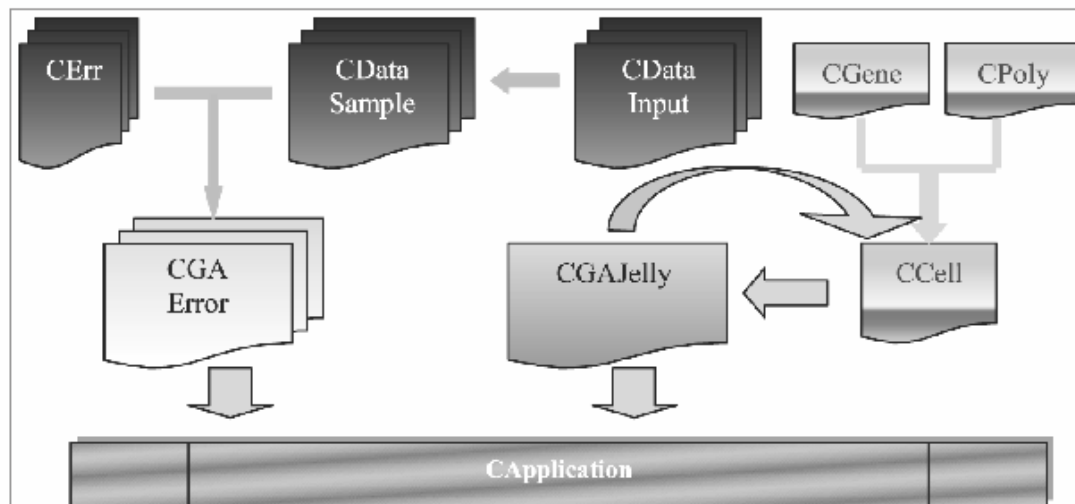 CErr
CData
Sample
CData
Input
CGene
CPoly
CGA
Error
CGAJelly
CCell
CApplication